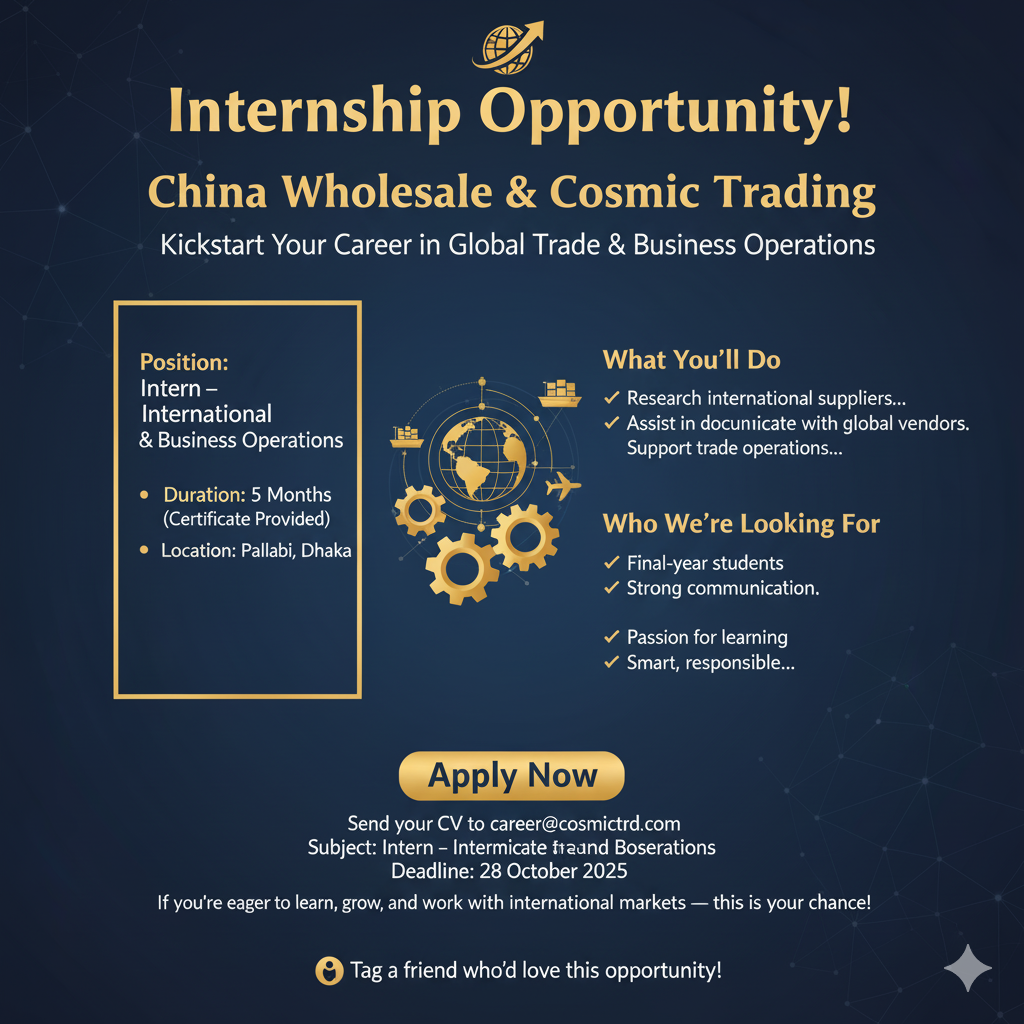 Internship Opportunity!
China Wholesale & Cosmic Trading
Kickstart Your Career in Global Trade & Business Operations
Position:
Intern –
International
& Business Operations
• Duration: 5 Months
(Certificate Provided)
• Location: Pallabi, Dhaka
What You'll Do
✓ Research international suppliers...
✓ Assist in with global vendors.
Support trade operations...
Who We're Looking For
✓ Final-year students
✓ Strong communication.
✓ Passion for learning
✓ Smart, responsible...
Apply Now
Send your CV to career@cosmictrd.com
Subject: Intern – Intermicate Boserations
Deadline: 28 October 2025
If you're eager to learn, grow, and work with international markets — this is your chance!
Tag a friend who'd love this opportunity!